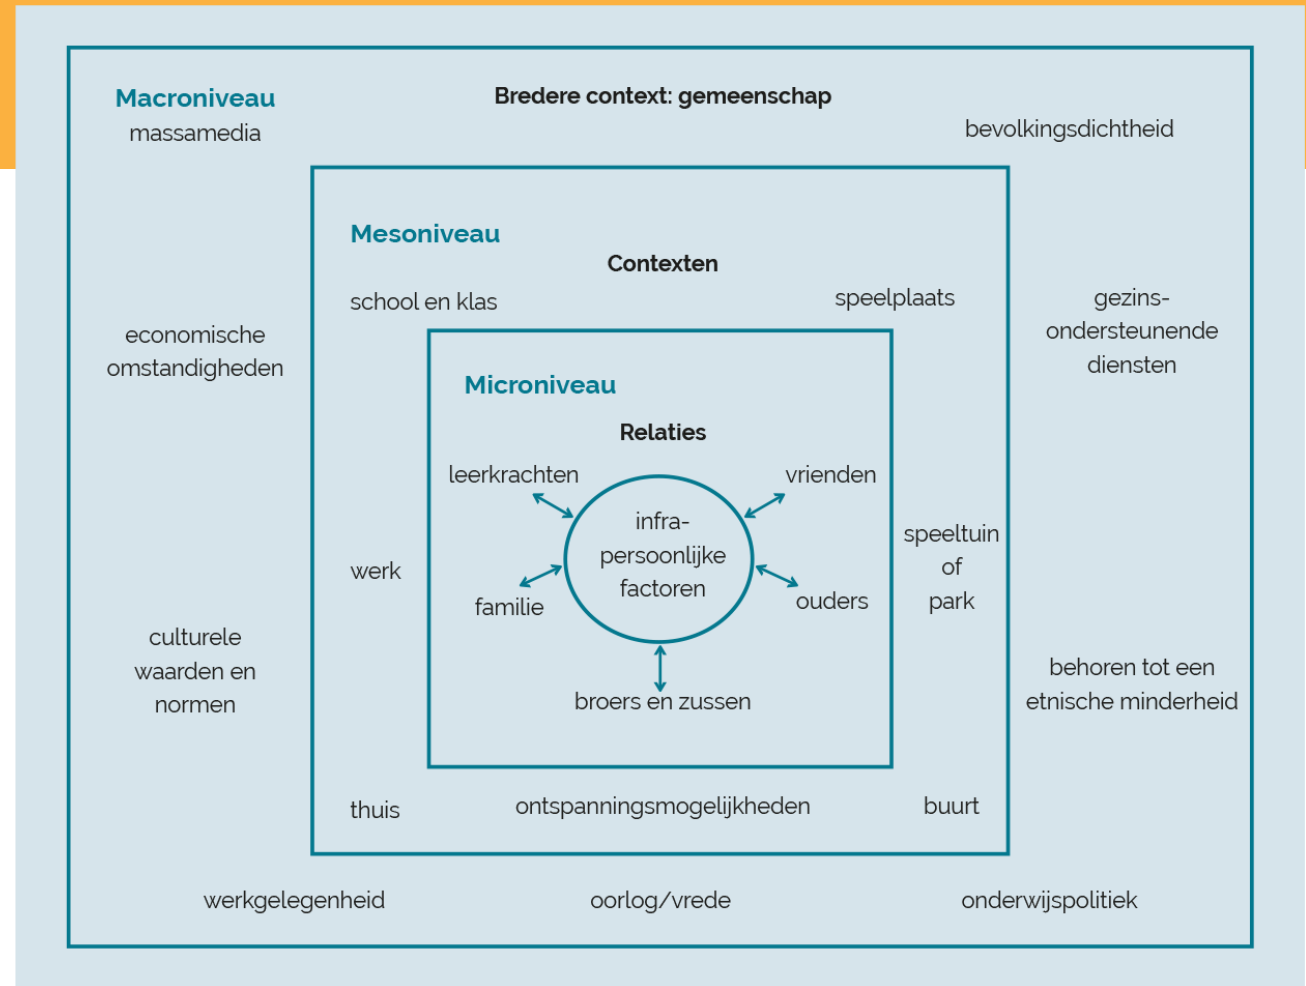 Macroniveau
Bredere context: gemeenschap
massamedia
bevolkingsdichtheid
Mesoniveau
Contexten
school en klas
speelplaats
economische
omstandigheden
gezins-
ondersteunende
diensten
Microniveau
Relaties
leerkrachten
vrienden
infra-
persoonlijke
factoren
familie
ouders
broers en zussen
werk
speeltuin
of
park
culturele
waarden en
normen
behoren tot een
etnische minderheid
thuis
ontspanningsmogelijkheden
buurt
werkgelegenheid
oorlog/vrede
onderwijspolitiek